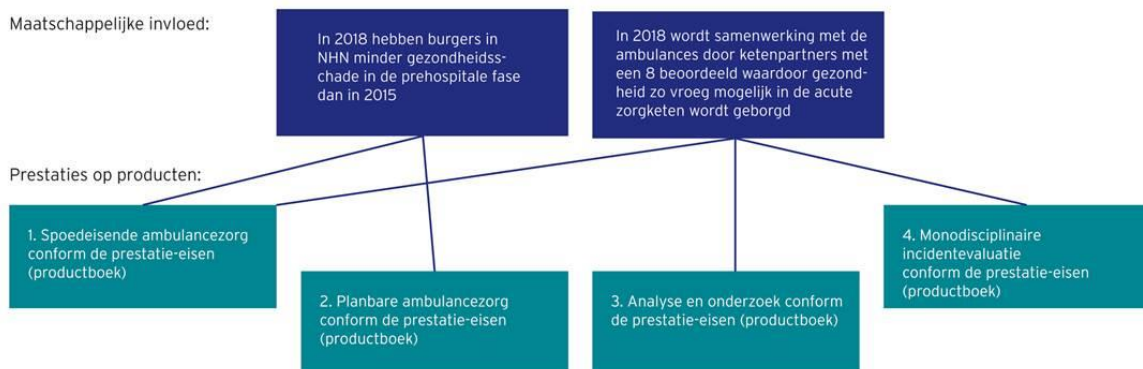 Maatschappelijke invloed:
In 2018 hebben burgers in
NHN minder gezondheidss-
chade in de prehospitale fase
dan in 2015
In 2018 wordt samenwerking met de
ambulances door ketenpartners met
een 8 beoordeeld waardoor gezond-
heid zo vroeg mogelijk in de acute
zorgketen wordt geborgd
Prestaties op producten:
1. Spoedeisende ambulancezorg
conform de prestatie-eisen
(productboek)
2. Planbare ambulancezorg
conform de prestatie-eisen
(productboek)
3. Analyse en onderzoek conform
de prestatie-eisen (productboek)
4. Monodisciplinaire
incidentevaluatie
conform de prestatie-eisen
(productboek)